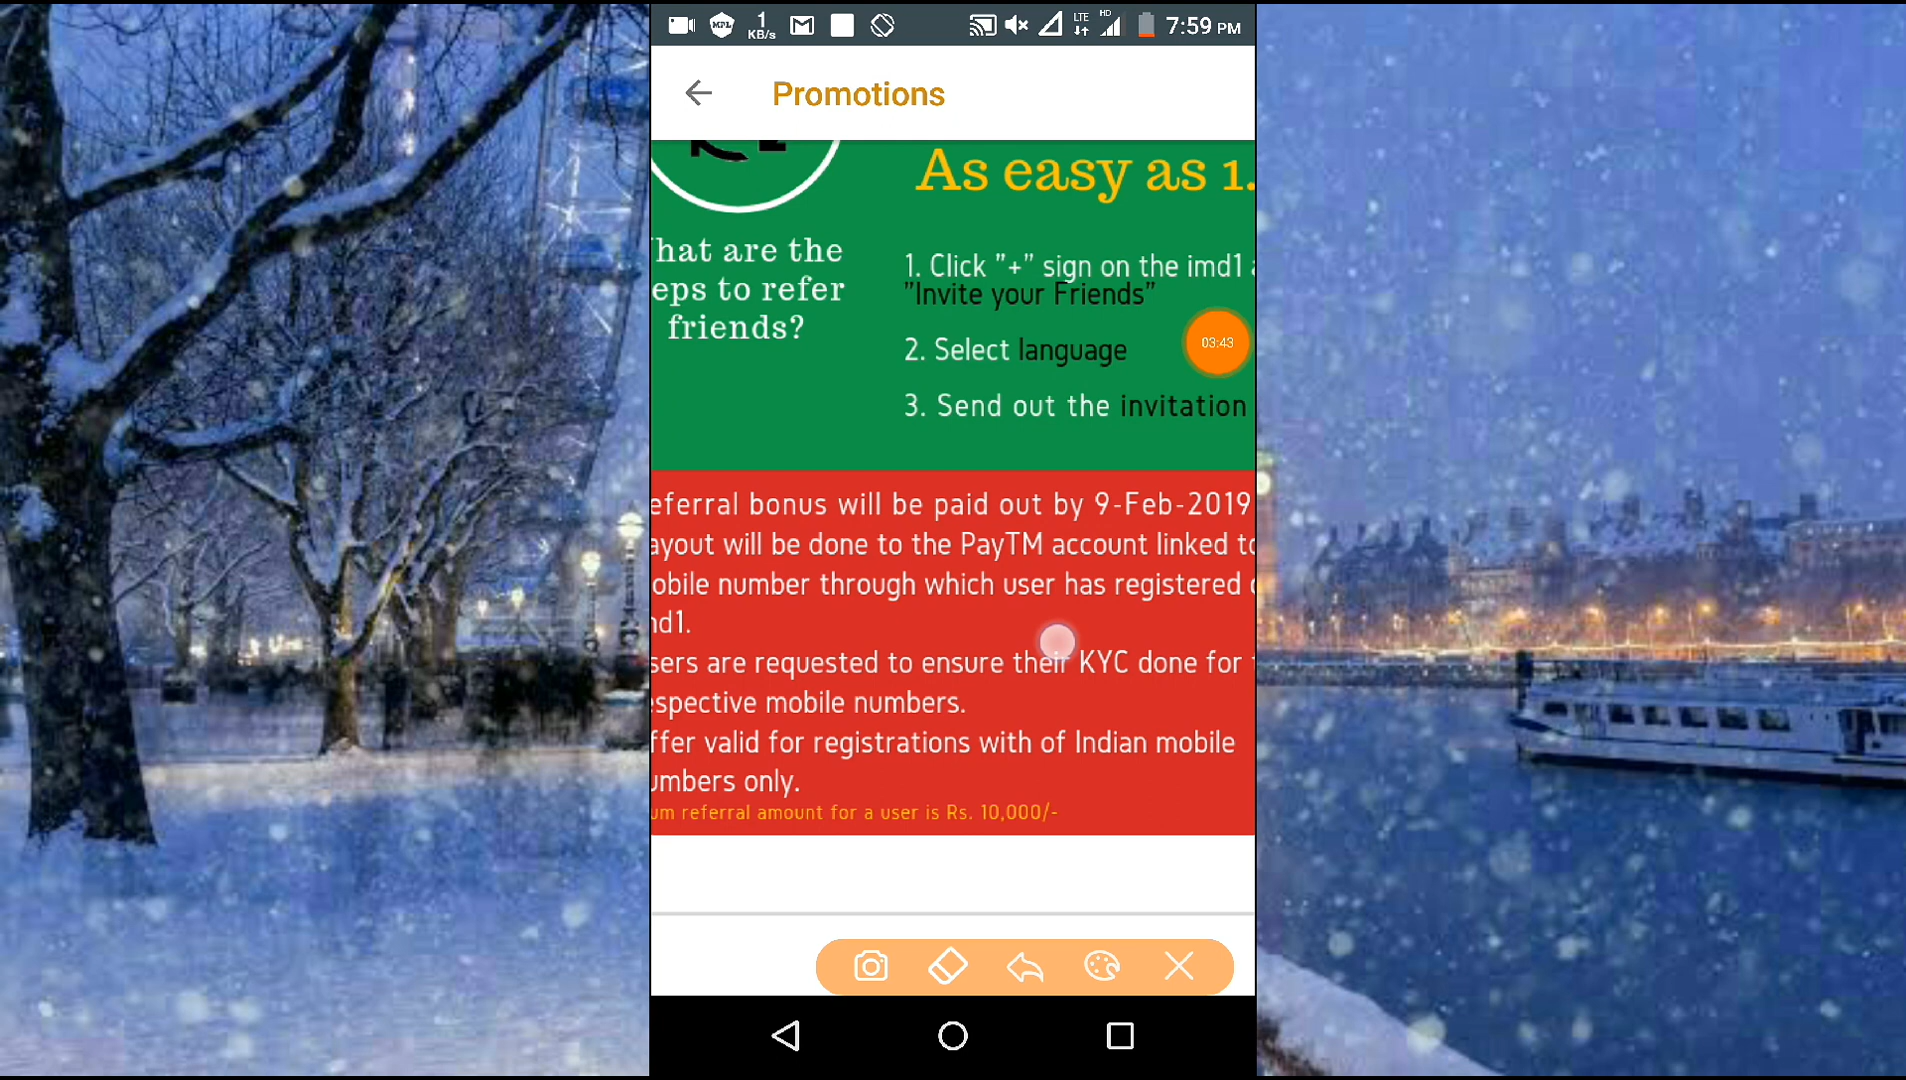 1
KB/s
LTE
HD
7:59 PM
Promotions
As easy as 1.
hat are the
eps to refer
friends?
1. Click "+" sign on the imd1
"Invite your Friends"
2. Select language
3. Send out the invitation
03:43
eferral bonus will be paid out by 9-Feb-2019
ayout will be done to the PayTM account linked to
obile number through which user has registered
nd1.
sers are requested to ensure their KYC done for
espective mobile numbers.
ffer valid for registrations with of Indian mobile
umbers only.
um referral amount for a user is Rs. 10,000/-